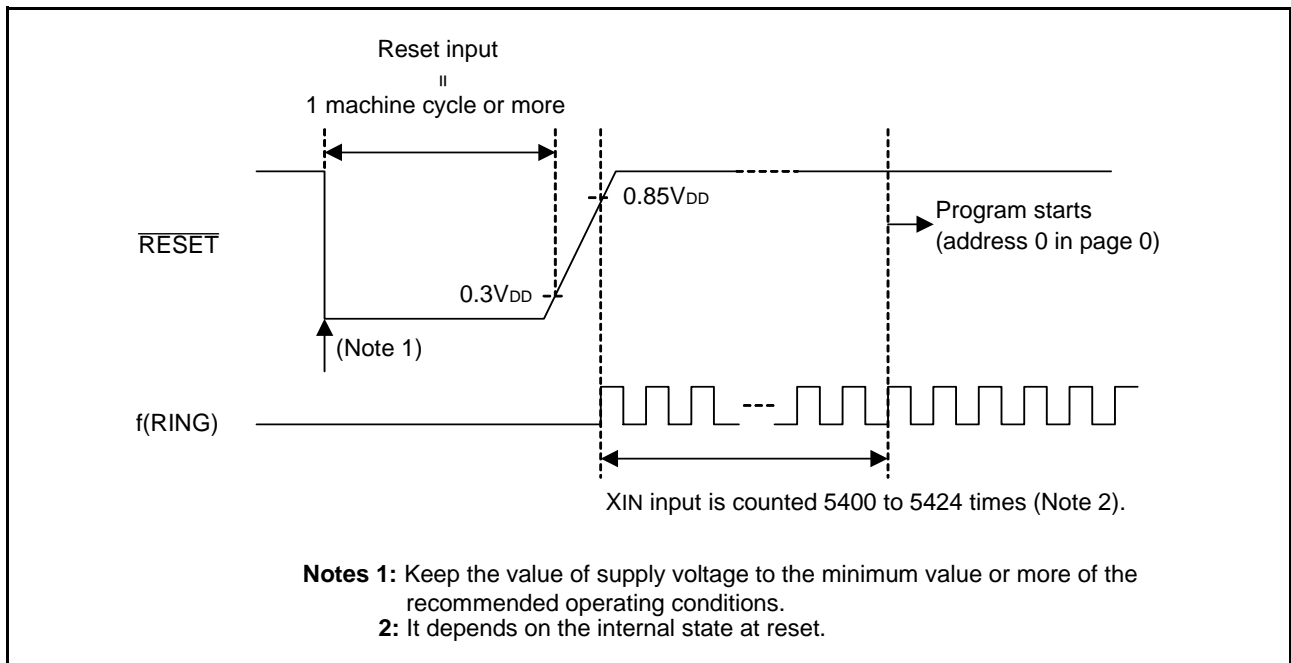 Reset input
=
1 machine cycle or more
0.85VDD
Program starts
(address 0 in page 0)
RESET
0.3VDD
(Note 1)
f(RING)
XIN input is counted 5400 to 5424 times (Note 2).
Notes 1: Keep the value of supply voltage to the minimum value or more of the
recommended operating conditions.
2: It depends on the internal state at reset.